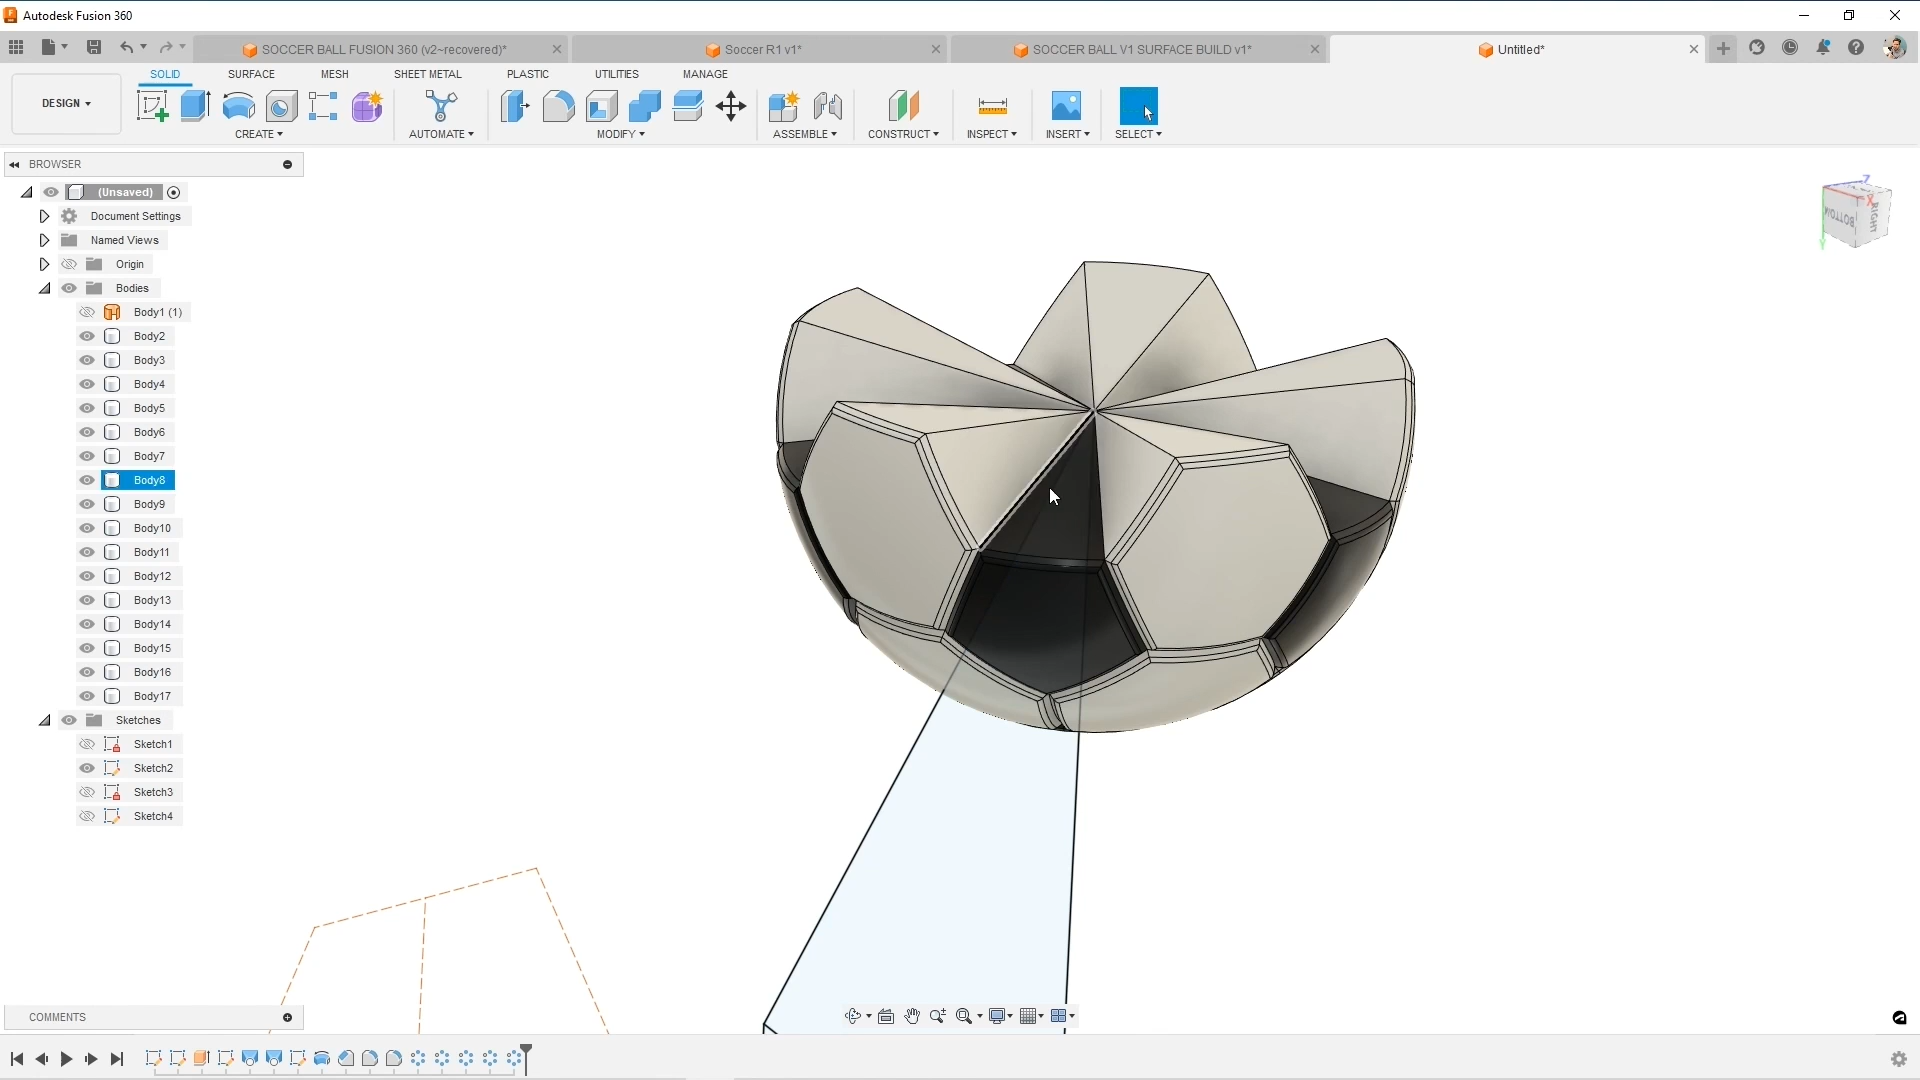 Autodesk Fusion 360
SOCCER BALL FUSION 360 (v2~recovered)*
Soccer R1 v1*
SOCCER BALL V1 SURFACE BUILD v1*
Untitled*
SOLID SURFACE MESH SHEET METAL PLASTIC UTILITIES MANAGE
DESIGN
CREATE AUTOMATE MODIFY ASSEMBLE CONSTRUCT INSPECT INSERT SELECT
BROWSER
(Unsaved)
Document Settings
Named Views
Origin
Bodies
Body1 (1)
Body2
Body3
Body4
Body5
Body6
Body7
Body8
Body9
Body10
Body11
Body12
Body13
Body14
Body15
Body16
Body17
Sketches
Sketch1
Sketch2
Sketch3
Sketch4
Z
X
Y
BOTTOM
RIGHT
COMMENTS